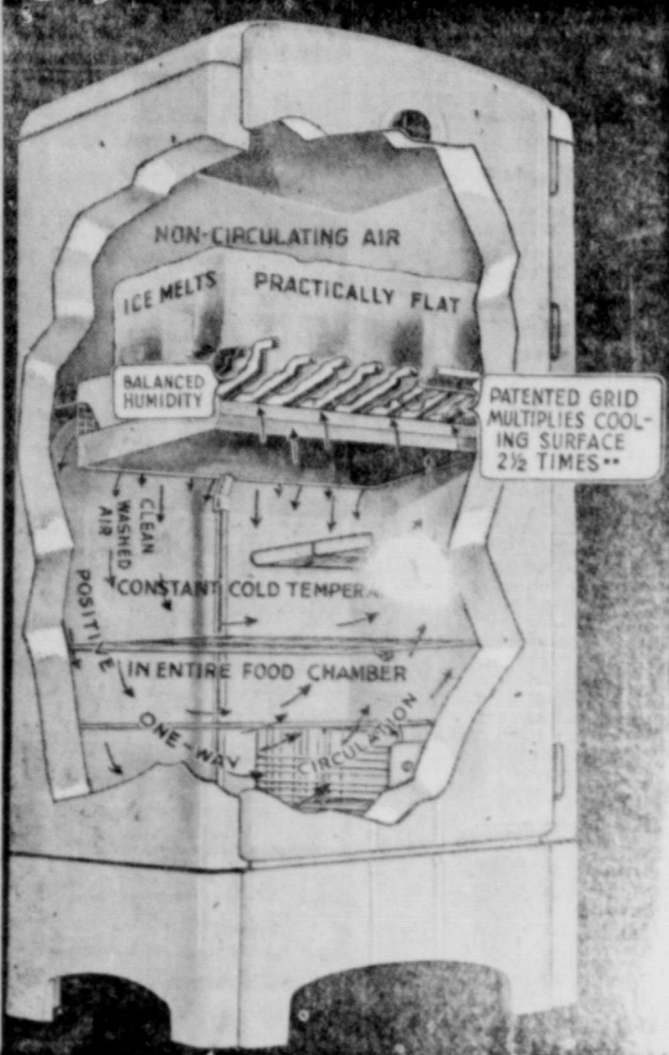 NON-CIRCULATING AIR
ICE MELTS PRACTICALLY FLAT
BALANCED
HUMIDITY
PATENTED GRID
MULTIPLIES COOL-
ING SURFACE
2½ TIMES**
CLEAN
WASHED
AIR
CONSTANT COLD
IN ENTIRE FOOD CHAMBER
POSITIVE
ONE-WAY
CIRCULATION